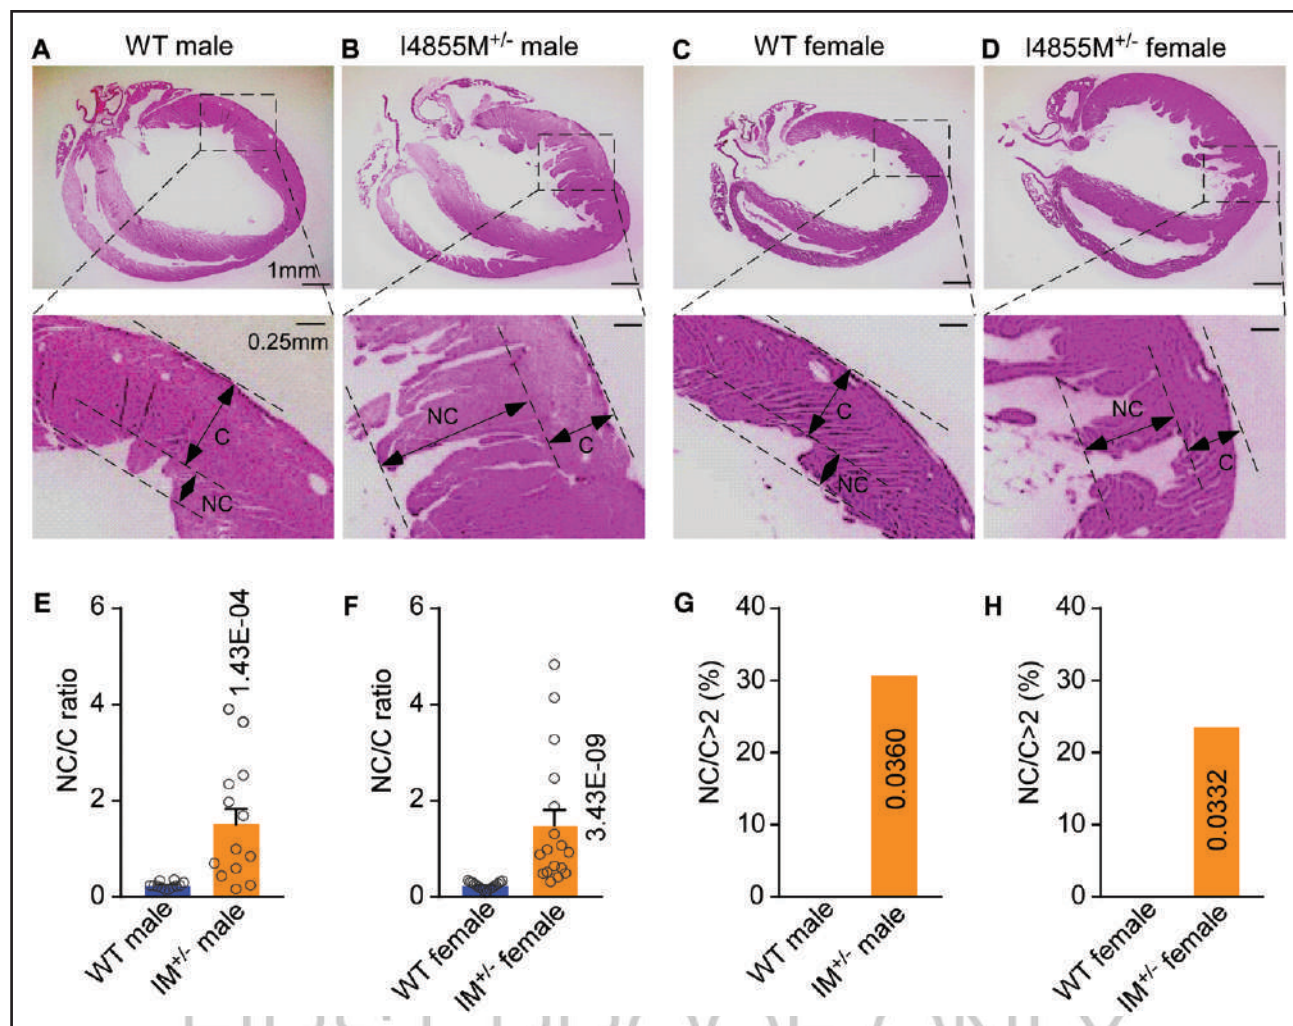 A WT male
B I4855M+/- male
C WT female
D I4855M+/- female
1mm
0.25mm
C
NC
NC
C
C
NC
NC
C
E
NC/C ratio
6
4
2
0
1.43E-04
WT male
IM+/- male
F
NC/C ratio
6
4
2
0
3.43E-09
WT female
IM+/- female
G
NC/C>2 (%)
40
30
20
10
0
0.0360
WT male
IM+/- male
H
NC/C>2 (%)
40
30
20
10
0
0.0332
WT female
IM+/- female